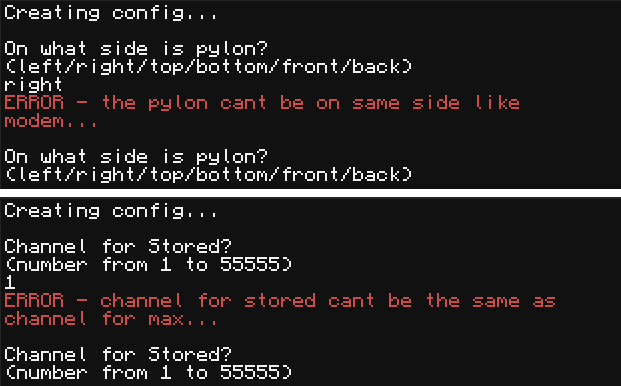 Creating config...
On what side is pylon?
(left/right/top/bottom/front/back)
right
ERROR - the pylon cant be on same side like
modem...
On what side is pylon?
(left/right/top/bottom/front/back)
Creating config...
Channel for Stored?
(number from 1 to 55555)
1
ERROR - channel for stored cant be the same as
channel for max...
Channel for Stored?
(number from 1 to 55555)